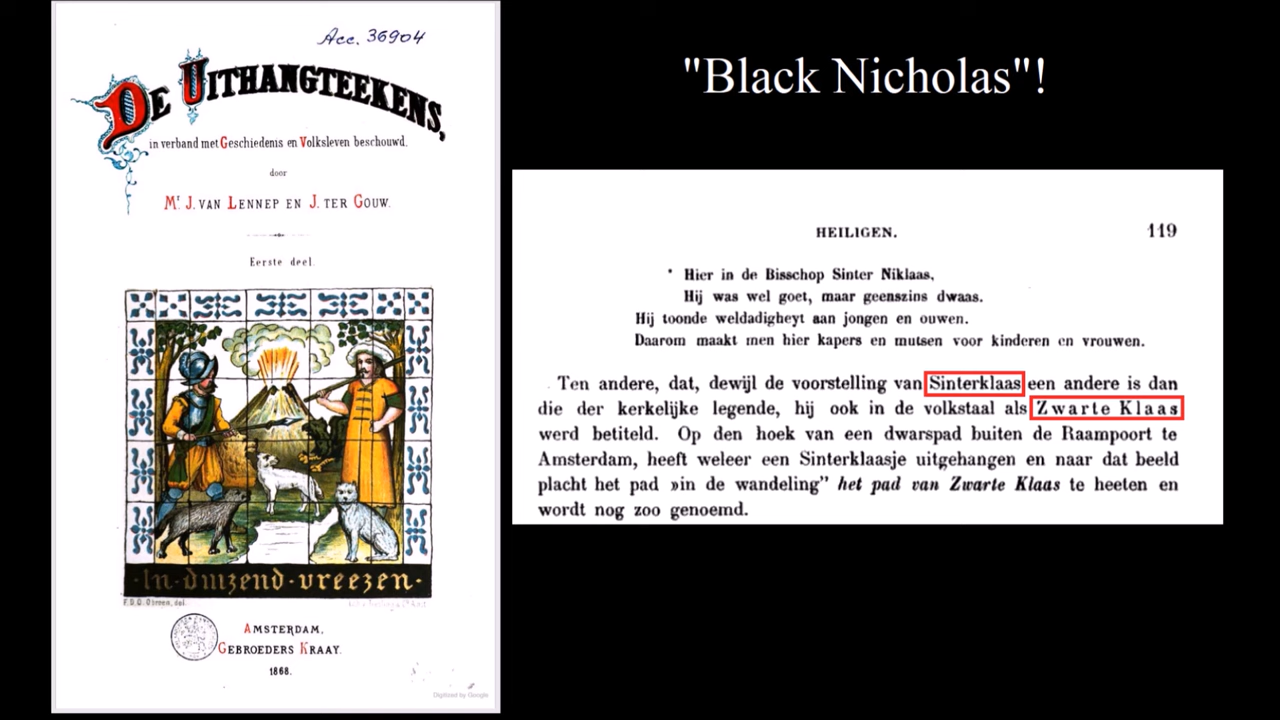 Acc. 36904
DE UITHANGTEEKENS,
in verband met Geschiedenis en Volksleven beschouwd.
door
Mr J. VAN LENNEP EN J. TER GOUW.
Eerste deel.
·In·duizend·vreezen·
AMSTERDAM,
GEBROEDERS KRAAY.
1868.
Digitized by Google
"Black Nicholas"!
HEILIGEN. 119
* Hier in de Bisschop Sinter Niklaas,
Hij was wel goet, maar geenszins dwaas.
Hij toonde weldadigheyt aan jongen en ouwen.
Daarom maakt men hier kapers en mutsen voor kinderen en vrouwen.
Ten andere, dat, dewijl de voorstelling van Sinterklaas een andere is dan
die der kerkelijke legende, hij ook in de volkstaal als Zwarte Klaas
werd betiteld. Op den hoek van een dwarspad buiten de Raampoort te
Amsterdam, heeft weleer een Sinterklaasje uitgehangen en naar dat beeld
placht het pad »in de wandeling” het pad van Zwarte Klaas te heeten en
wordt nog zoo genoemd.